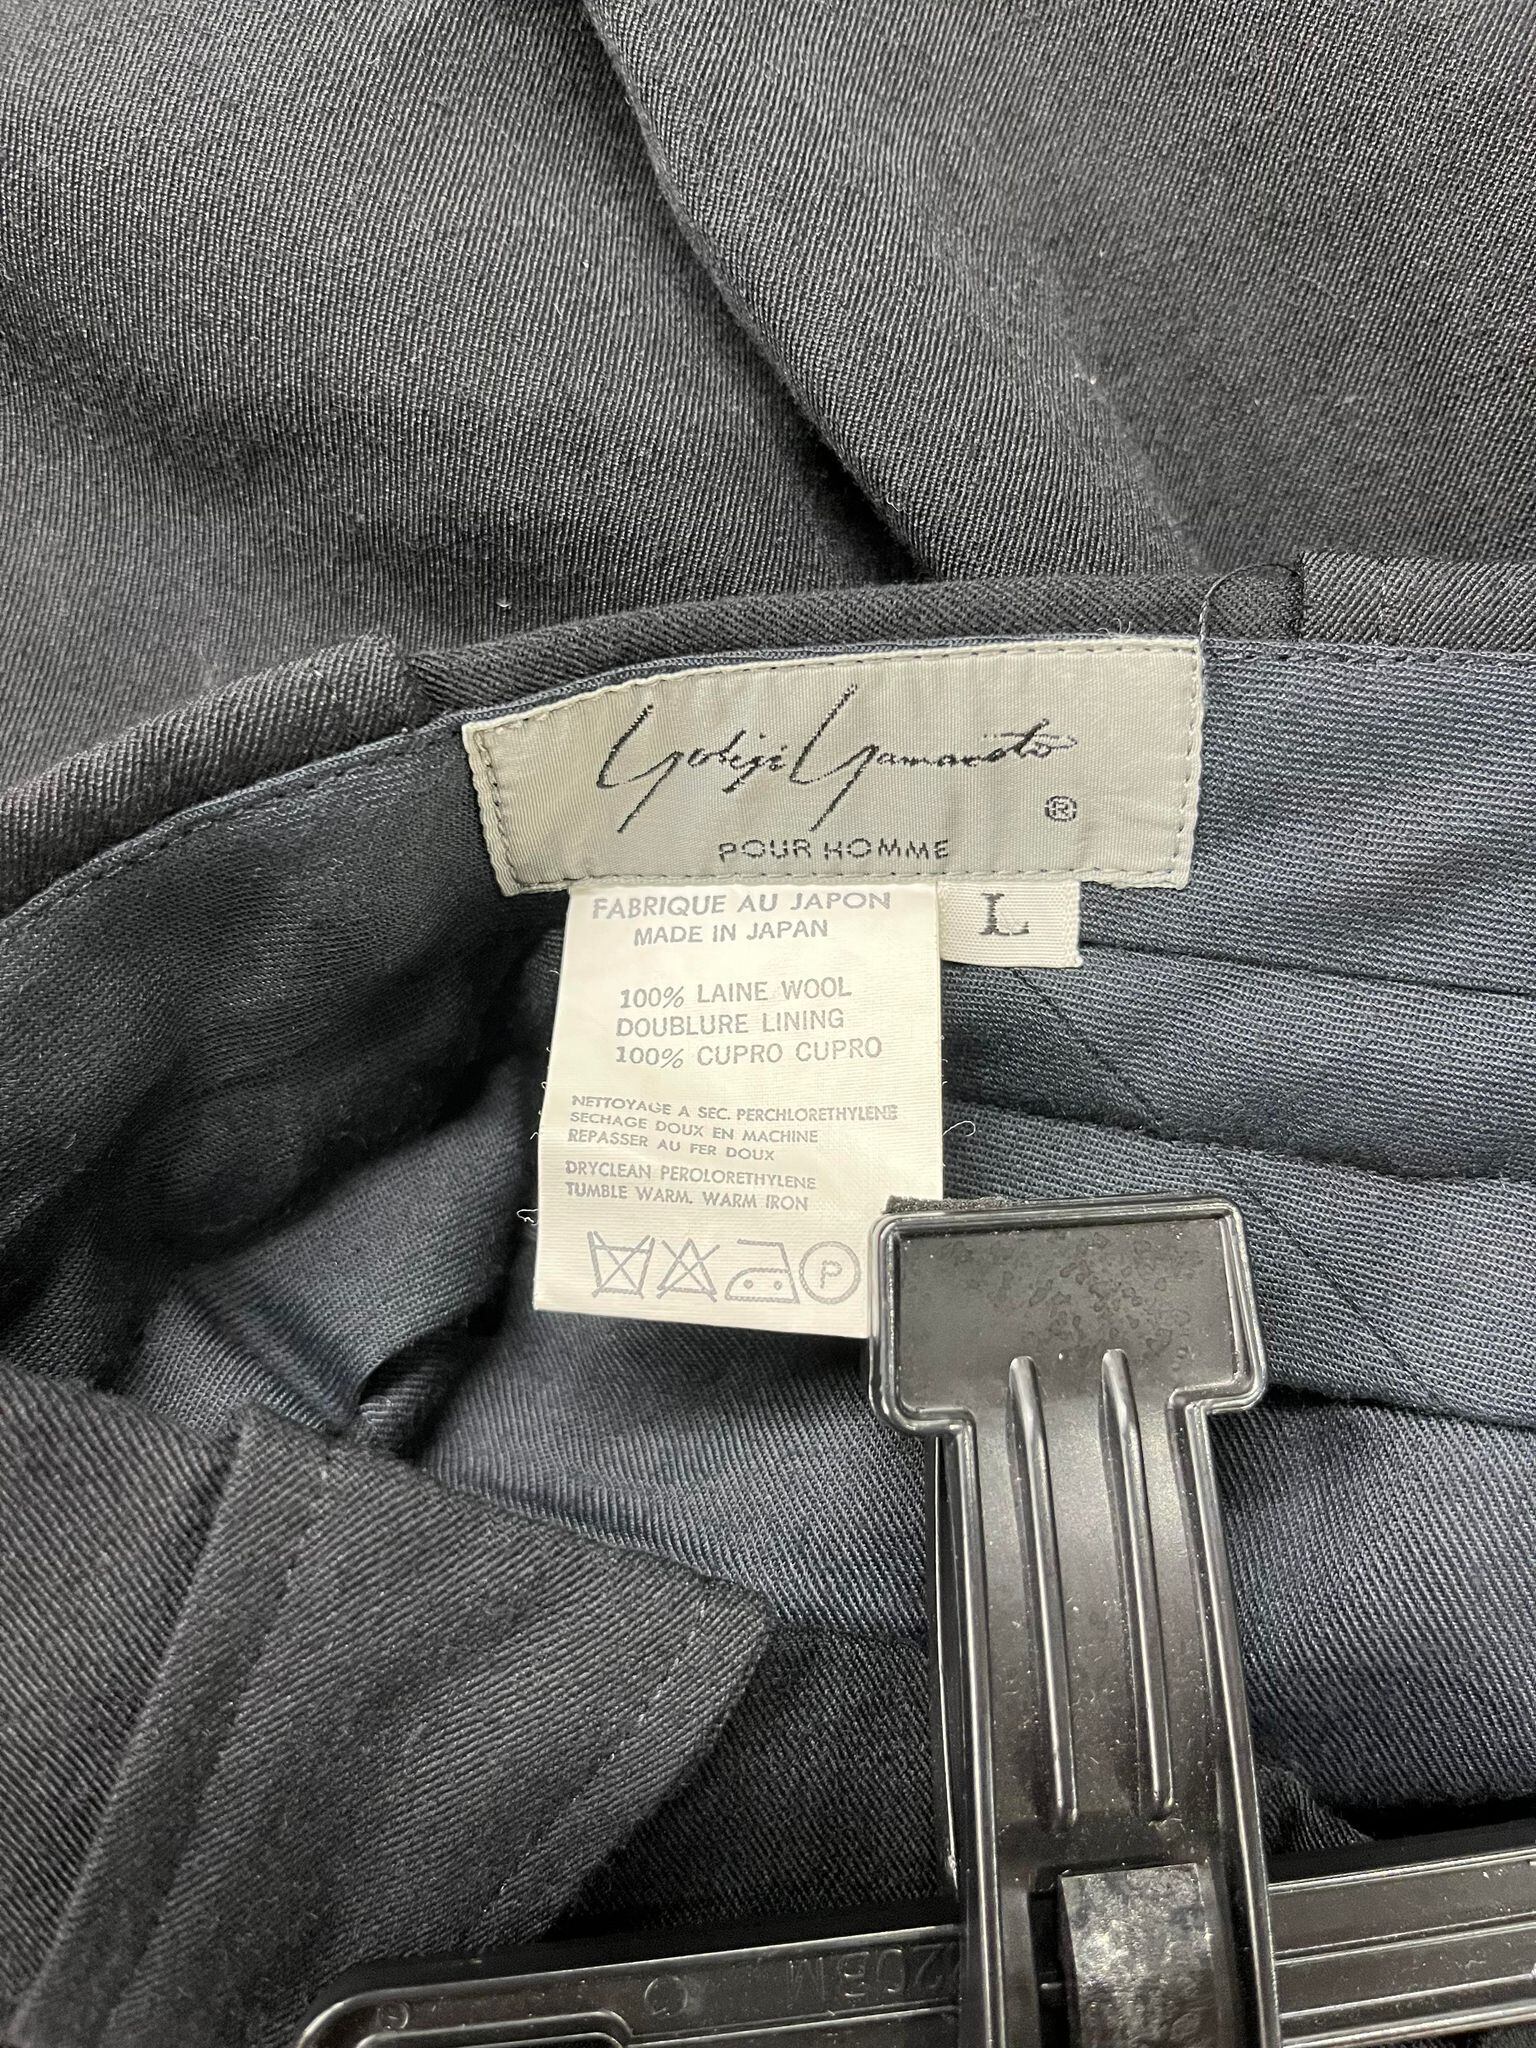 Yohji Yamamoto
®
POUR HOMME
L
FABRIQUE AU JAPON
MADE IN JAPAN
100% LAINE WOOL
DOUBLURE LINING
100% CUPRO CUPRO
NETTOYAGE A SEC. PERCHLORETHYLENE
SECHAGE DOUX EN MACHINE
REPASSER AU FER DOUX
DRYCLEAN PEROLORETHYLENE
TUMBLE WARM. WARM IRON
P